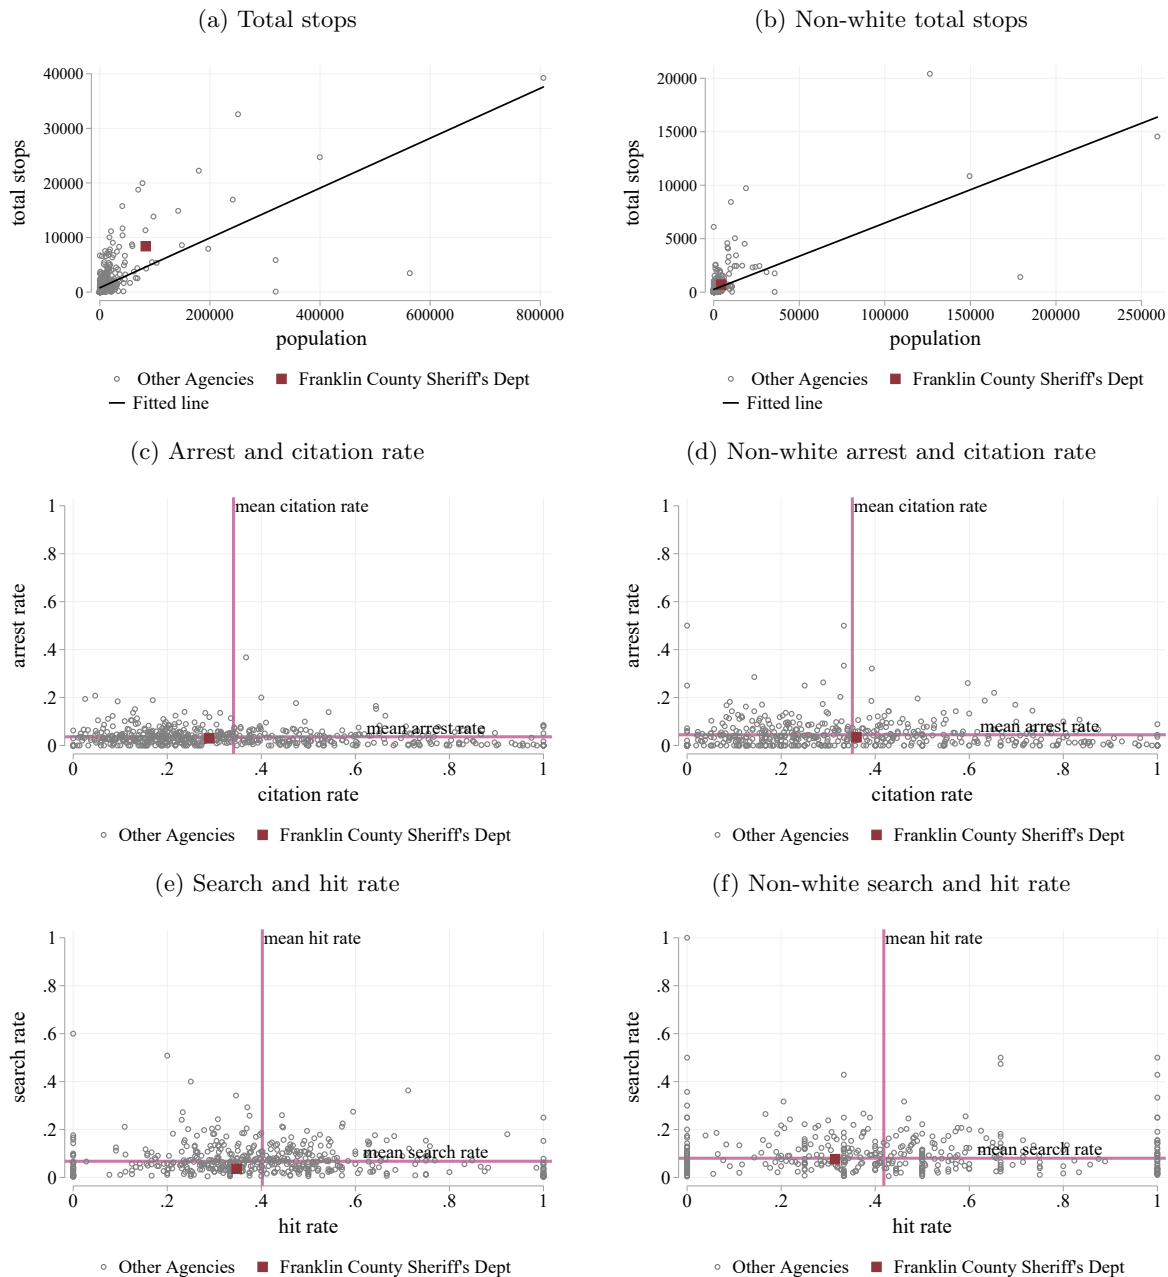 (a) Total stops
(b) Non-white total stops
40000
30000
20000
10000
0
total stops
0 200000 400000 600000 800000
population
Other Agencies Franklin County Sheriff's Dept
Fitted line
20000
15000
10000
5000
0
total stops
0 50000 100000 150000 200000 250000
population
Other Agencies Franklin County Sheriff's Dept
Fitted line
(c) Arrest and citation rate
(d) Non-white arrest and citation rate
1
.8
.6
.4
.2
0
arrest rate
mean citation rate
mean arrest rate
0 .2 .4 .6 .8 1
citation rate
Other Agencies Franklin County Sheriff's Dept
1
.8
.6
.4
.2
0
arrest rate
mean citation rate
mean arrest rate
0 .2 .4 .6 .8 1
citation rate
Other Agencies Franklin County Sheriff's Dept
(e) Search and hit rate
(f) Non-white search and hit rate
1
.8
.6
.4
.2
0
search rate
mean hit rate
mean search rate
0 .2 .4 .6 .8 1
hit rate
Other Agencies Franklin County Sheriff's Dept
1
.8
.6
.4
.2
0
search rate
mean hit rate
mean search rate
0 .2 .4 .6 .8 1
hit rate
Other Agencies Franklin County Sheriff's Dept